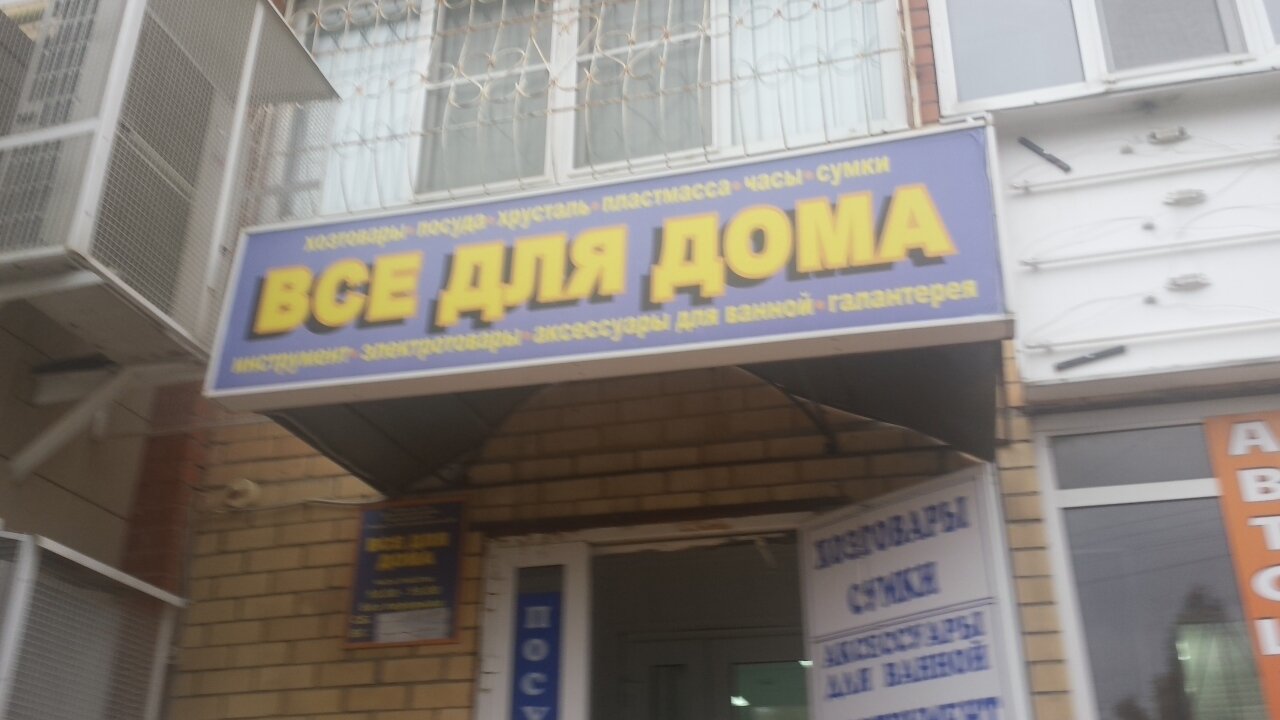 хозтовары•посуда•хрусталь•пластмасса•часы•сумки
ВСЕ ДЛЯ ДОМА
инструмент•электротовары•аксессуары для ванной•галантерея
ВСЕ ДЛЯ
ДОМА
ПОСУ
ХОЗТОВАРЫ
СУМКИ
АКСЕССУАРЫ
ДЛЯ ВАННОЙ
АВТО